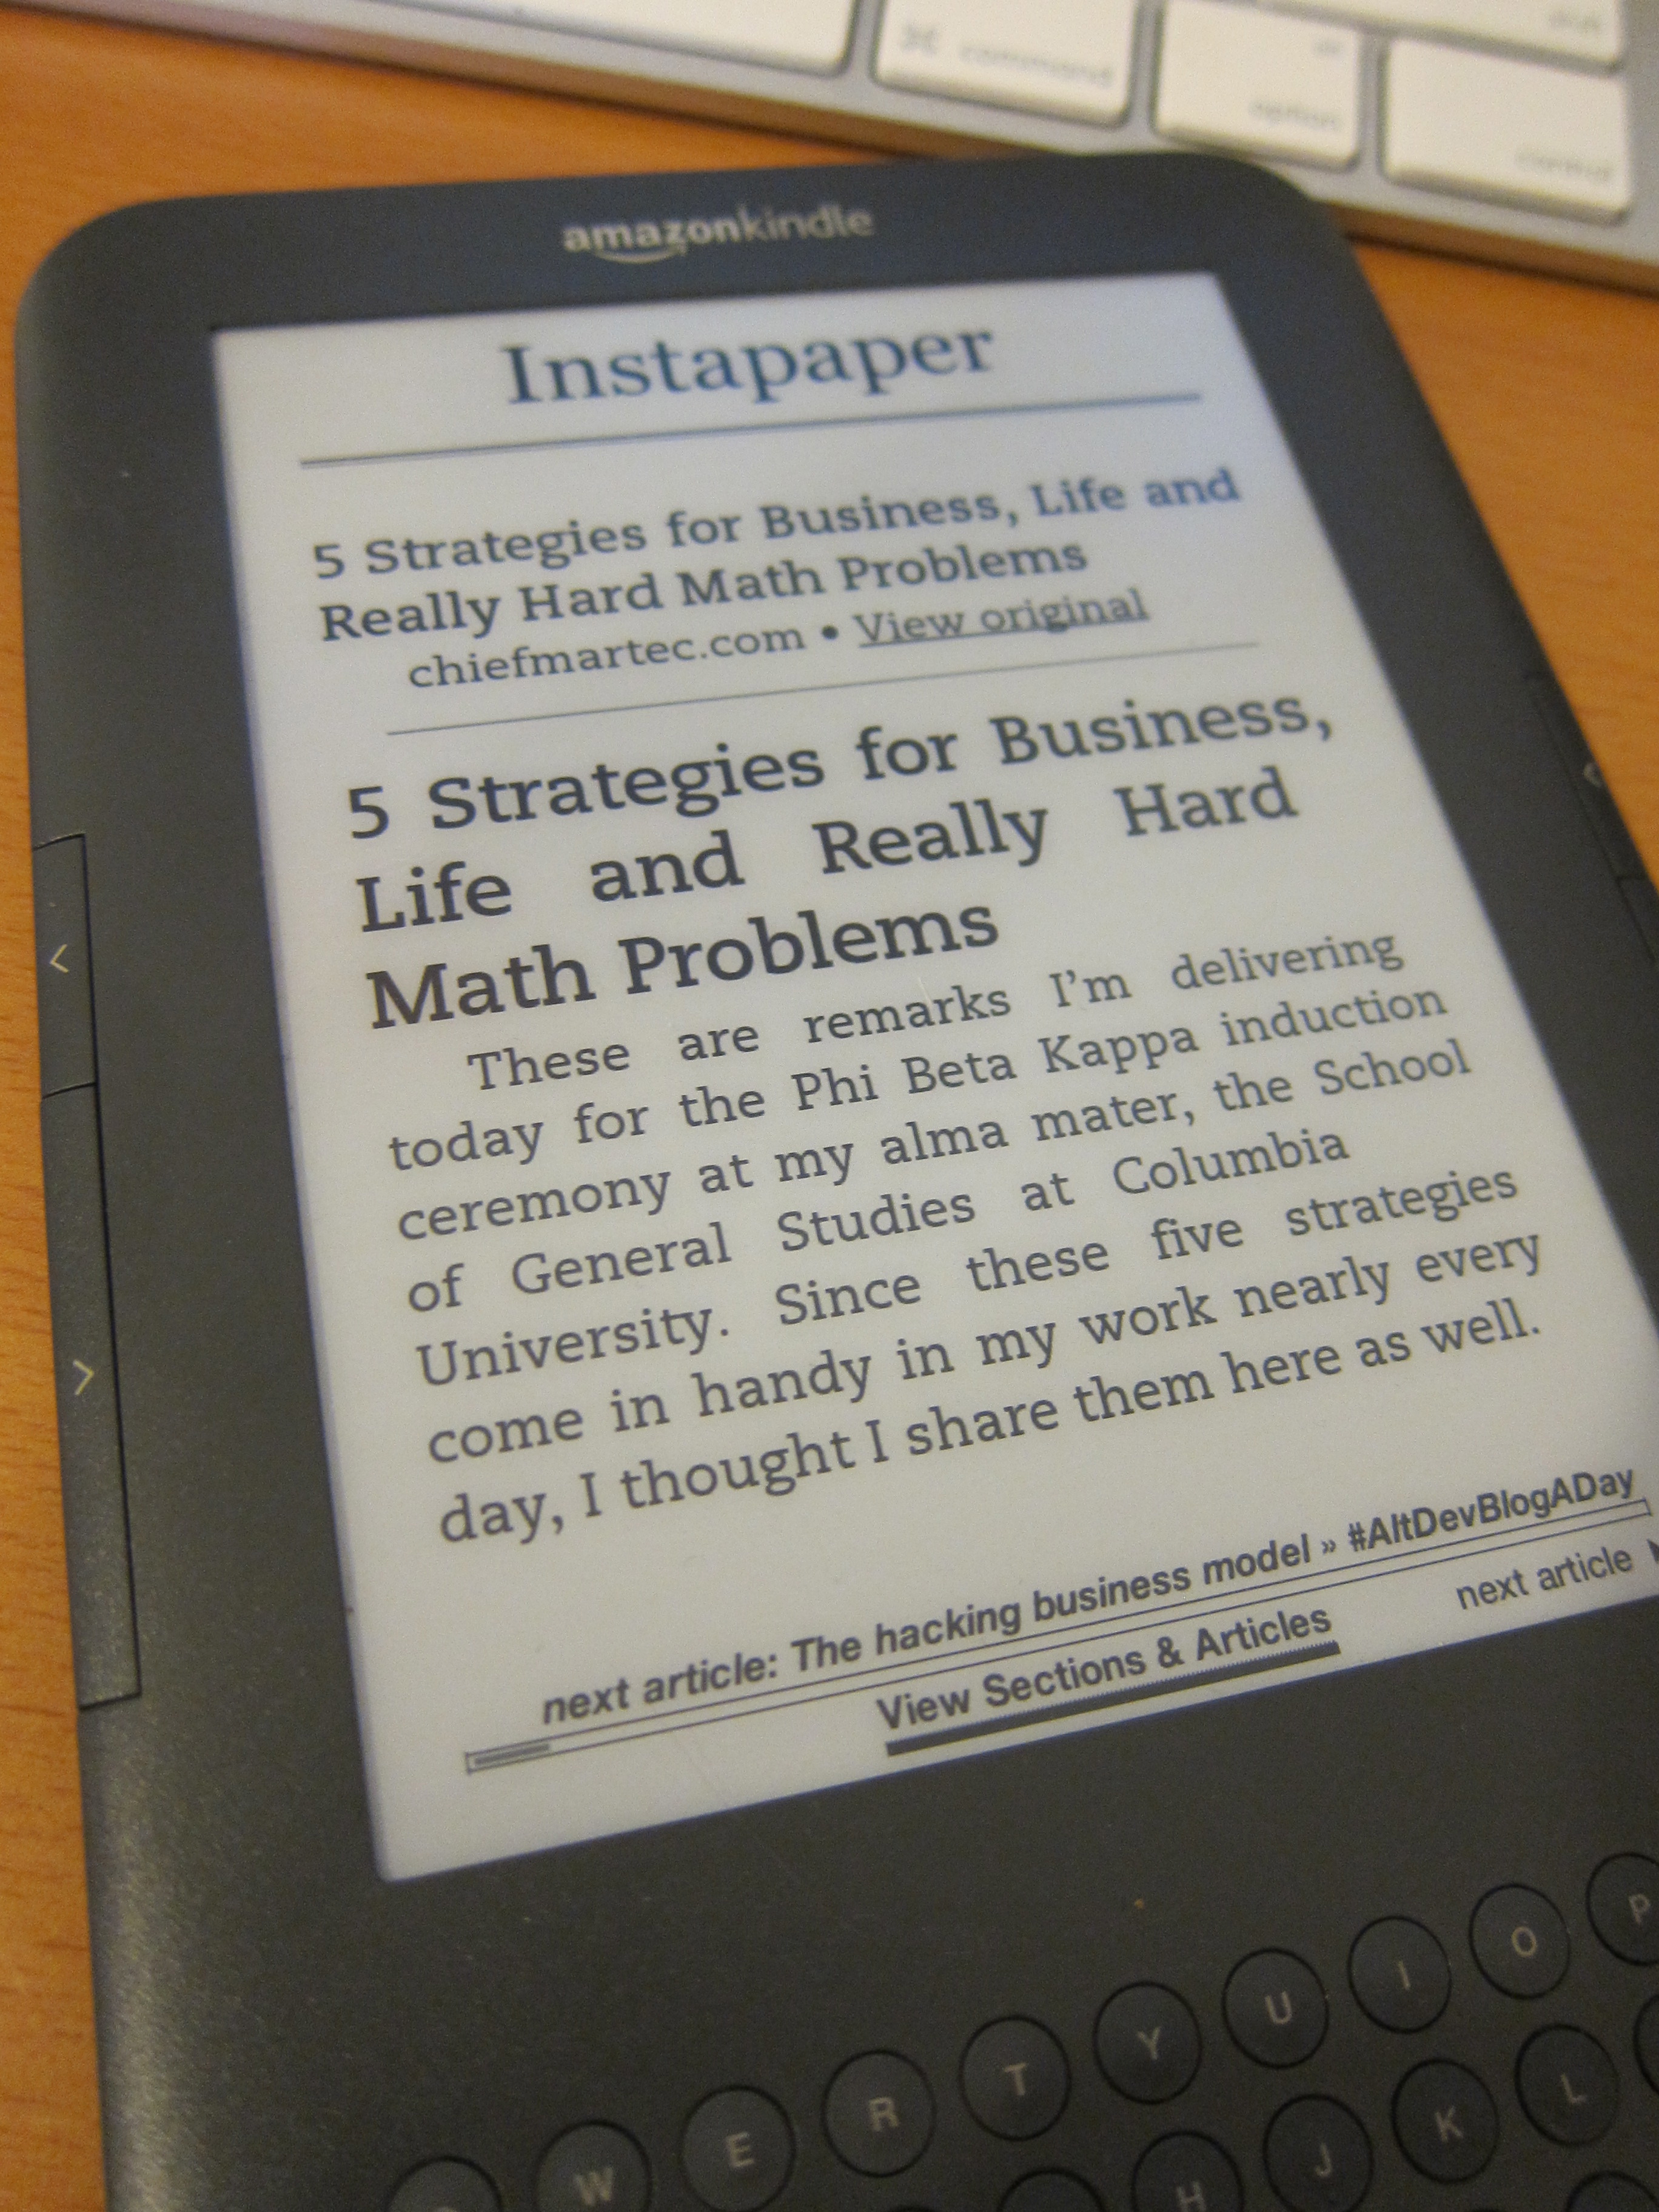 ⌘ command
option
control
amazonkindle
Instapaper
5 Strategies for Business, Life and
Really Hard Math Problems
chiefmartec.com • View original
5 Strategies for Business,
Life and Really Hard
Math Problems
These are remarks I'm delivering
today for the Phi Beta Kappa induction
ceremony at my alma mater, the School
of General Studies at Columbia
University. Since these five strategies
come in handy in my work nearly every
day, I thought I share them here as well.
next article: The hacking business model » #AltDevBlogADay
View Sections & Articles
next article
<
>
W E R T Y U I O P
H J K L